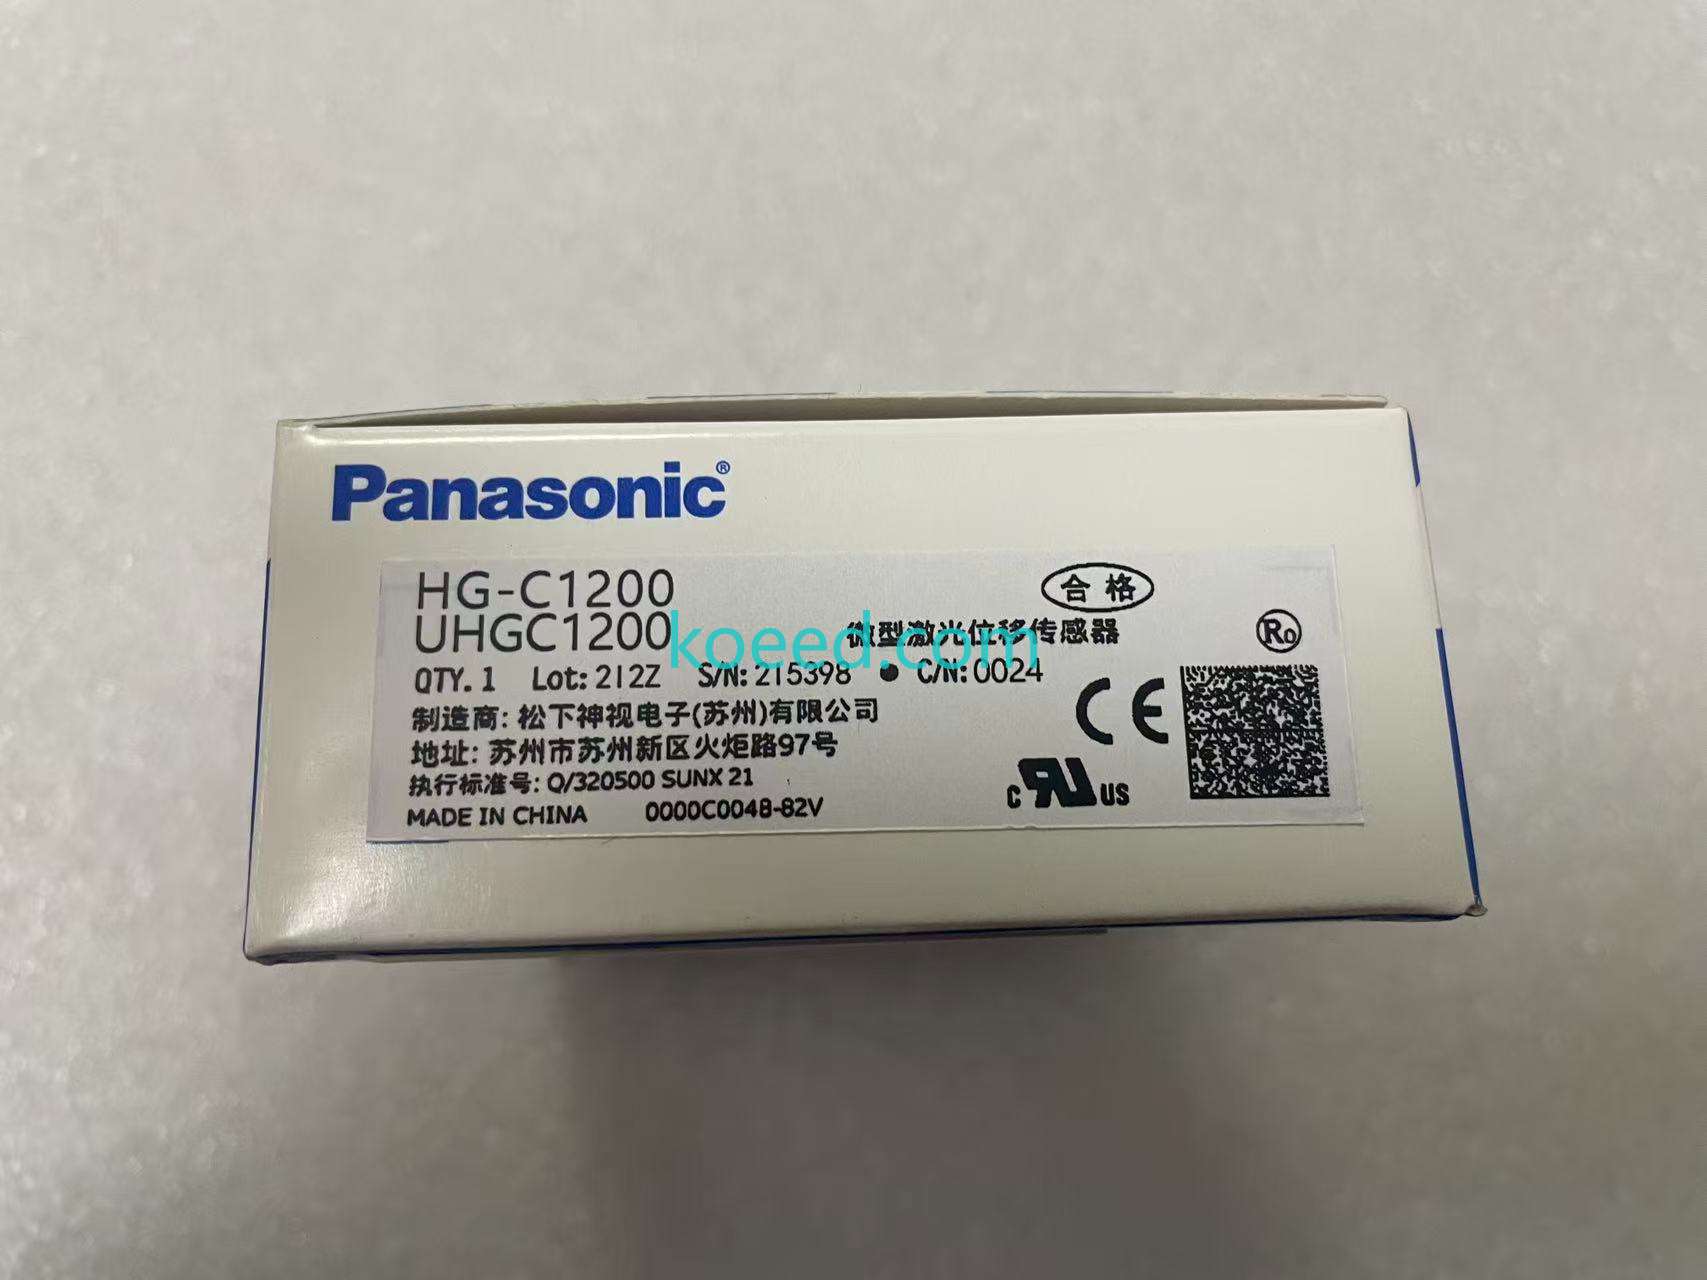 Panasonic®
HG-C1200
合格
UHGC1200
koeed.com
微型激光位移传感器
Ro
QTY. 1 Lot: 212Z S/N: 215398 ● C/N: 0024
制造商: 松下神视电子(苏州)有限公司
CE
地址: 苏州市苏州新区火炬路97号
执行标准号: Q/320500 SUNX 21
c RU US
MADE IN CHINA 0000C0048-82V